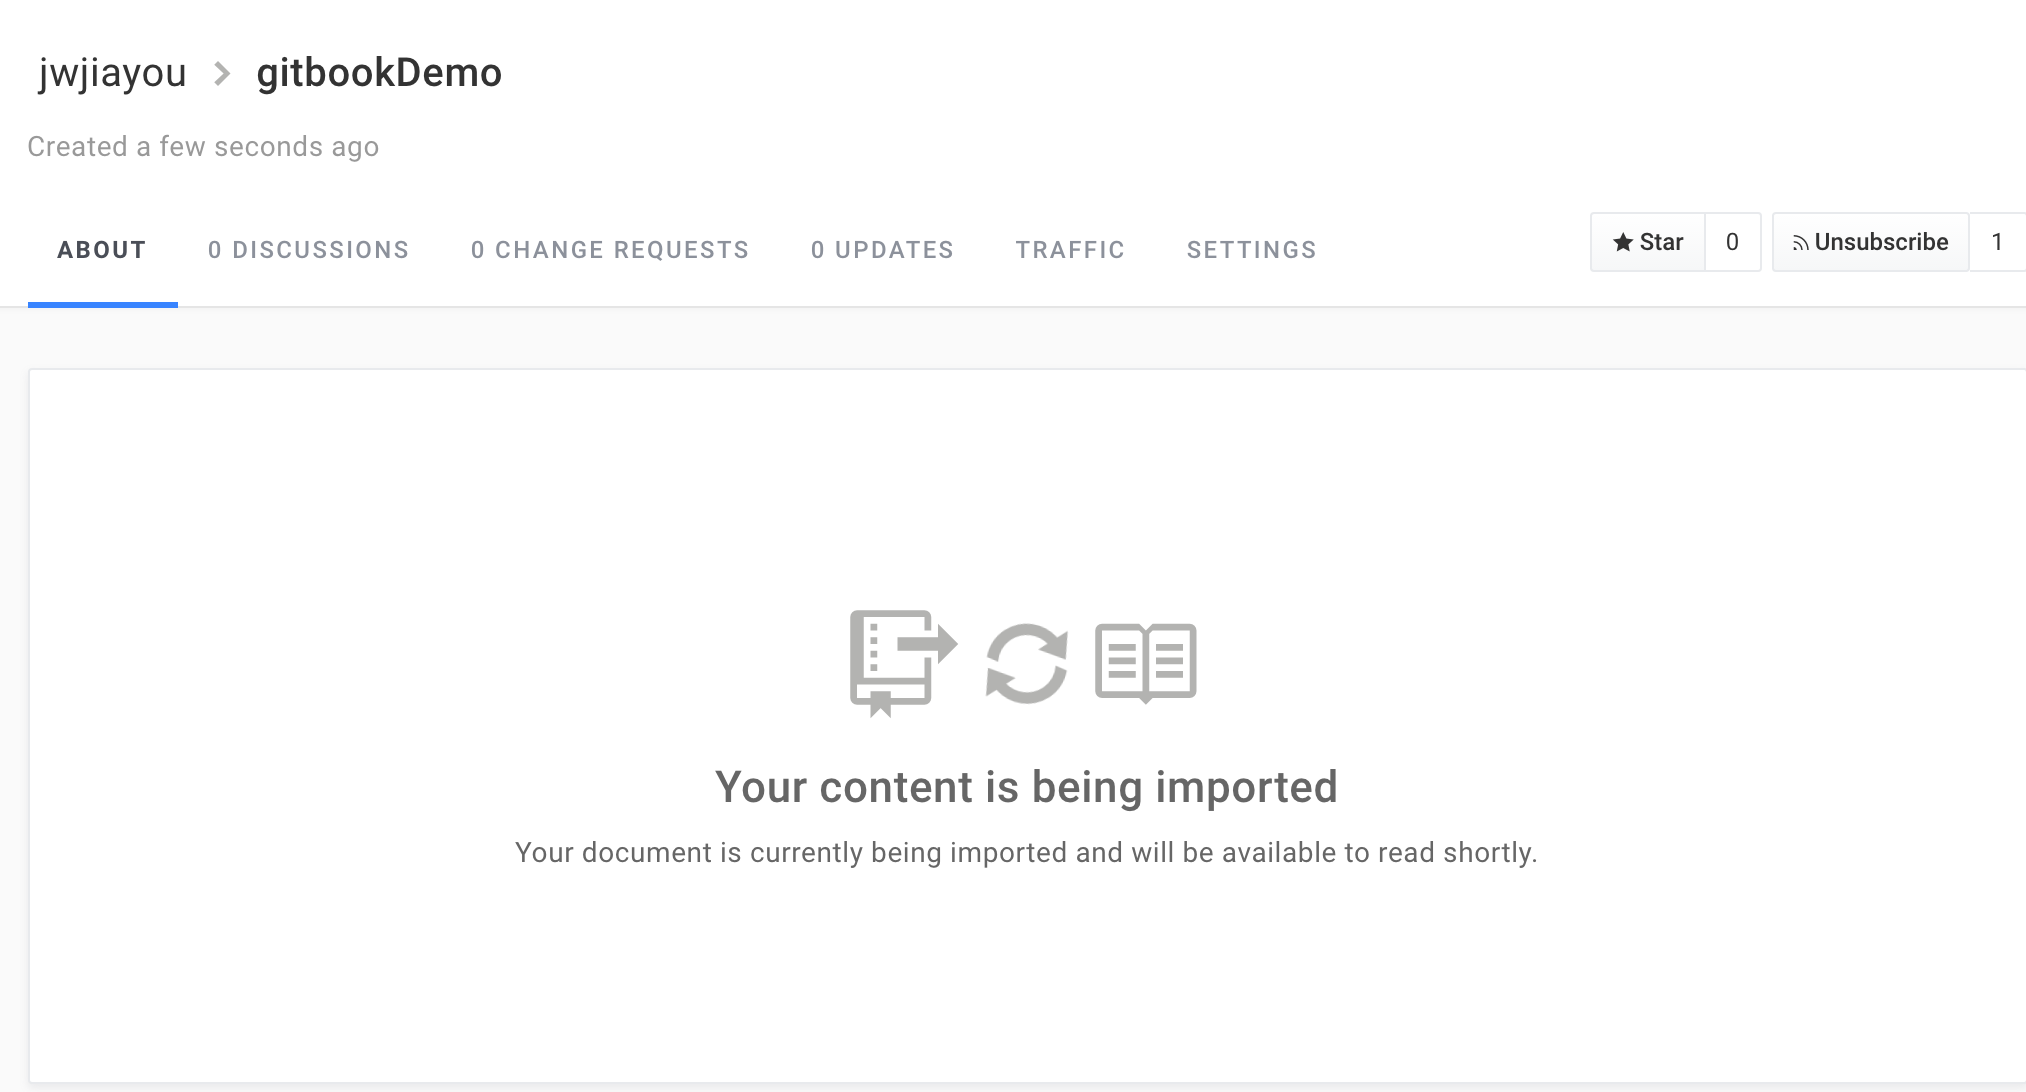 jwjiayou > gitbookDemo
Created a few seconds ago
ABOUT 0 DISCUSSIONS 0 CHANGE REQUESTS 0 UPDATES TRAFFIC SETTINGS Star 0 Unsubscribe 1
Your content is being imported
Your document is currently being imported and will be available to read shortly.